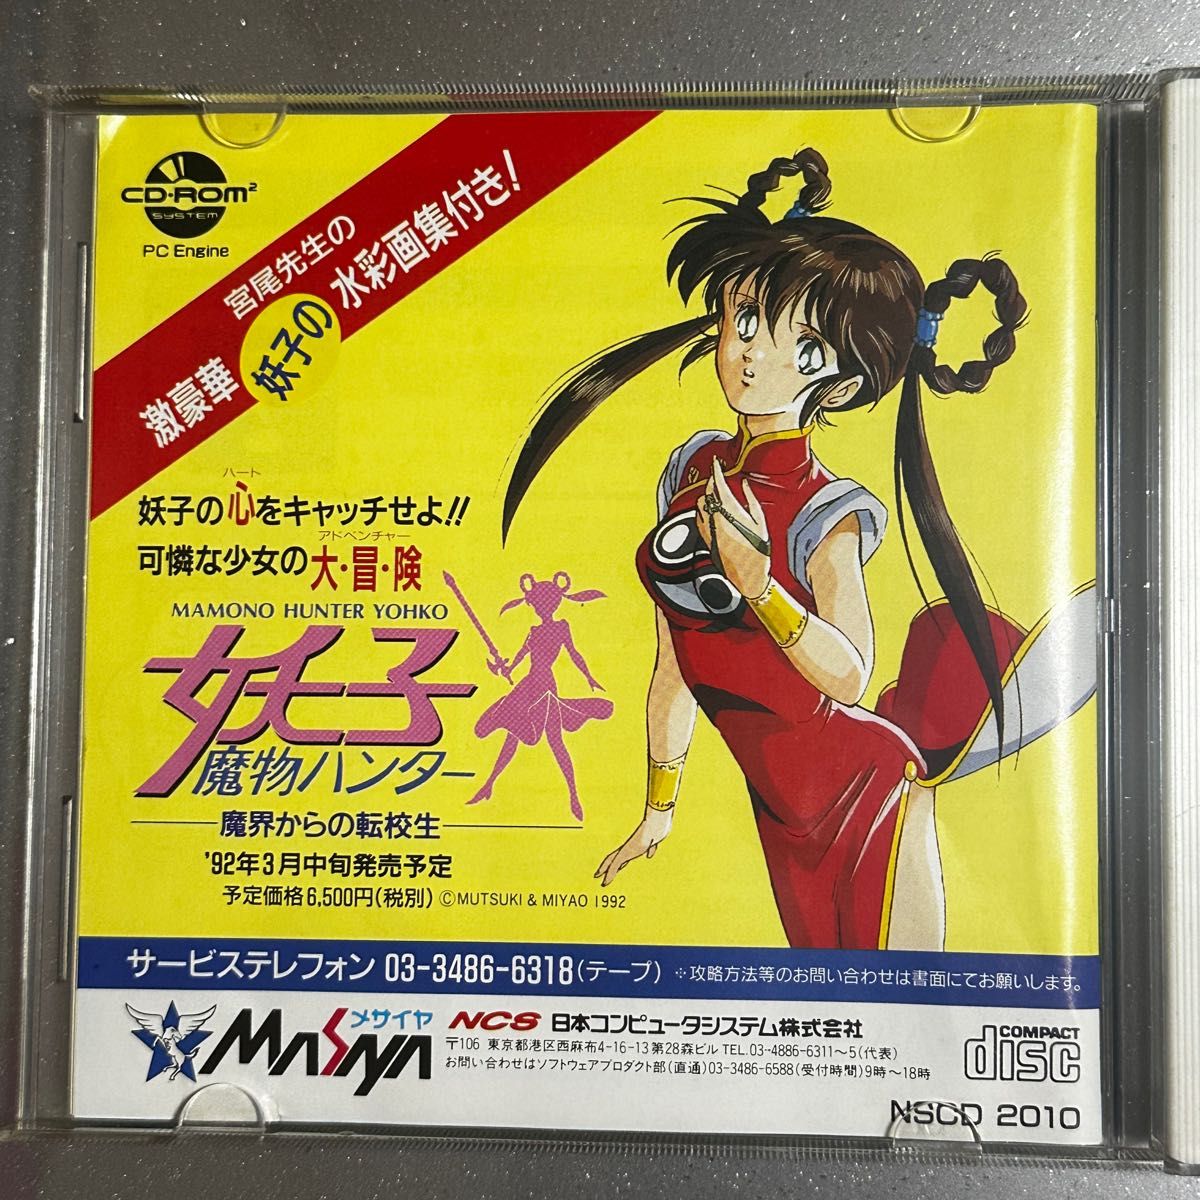 CD-ROM²
SYSTEM
PC Engine
宮尾先生の
激豪華 妖子の 水彩画集付き!
ハート
妖子の心をキャッチせよ!!
アドベンチャー
可憐な少女の大・冒・険
MAMONO HUNTER YOHKO
妖子
魔物ハンター
魔界からの転校生
'92年3月中旬発売予定
予定価格6,500円(税別) ©MUTSUKI & MIYAO 1992
サービステレフォン 03-3486-6318(テープ) ※攻略方法等のお問い合わせは書面にてお願いします。
MASAYA メサイヤ
NCS 日本コンピュータシステム株式会社
〒106 東京都港区西麻布4-16-13第28森ビル TEL.03-4886-6311〜5(代表)
お問い合わせはソフトウェアプロダクト部(直通)03-3486-6588(受付時間)9時〜18時
COMPACT
disc
NSCD 2010